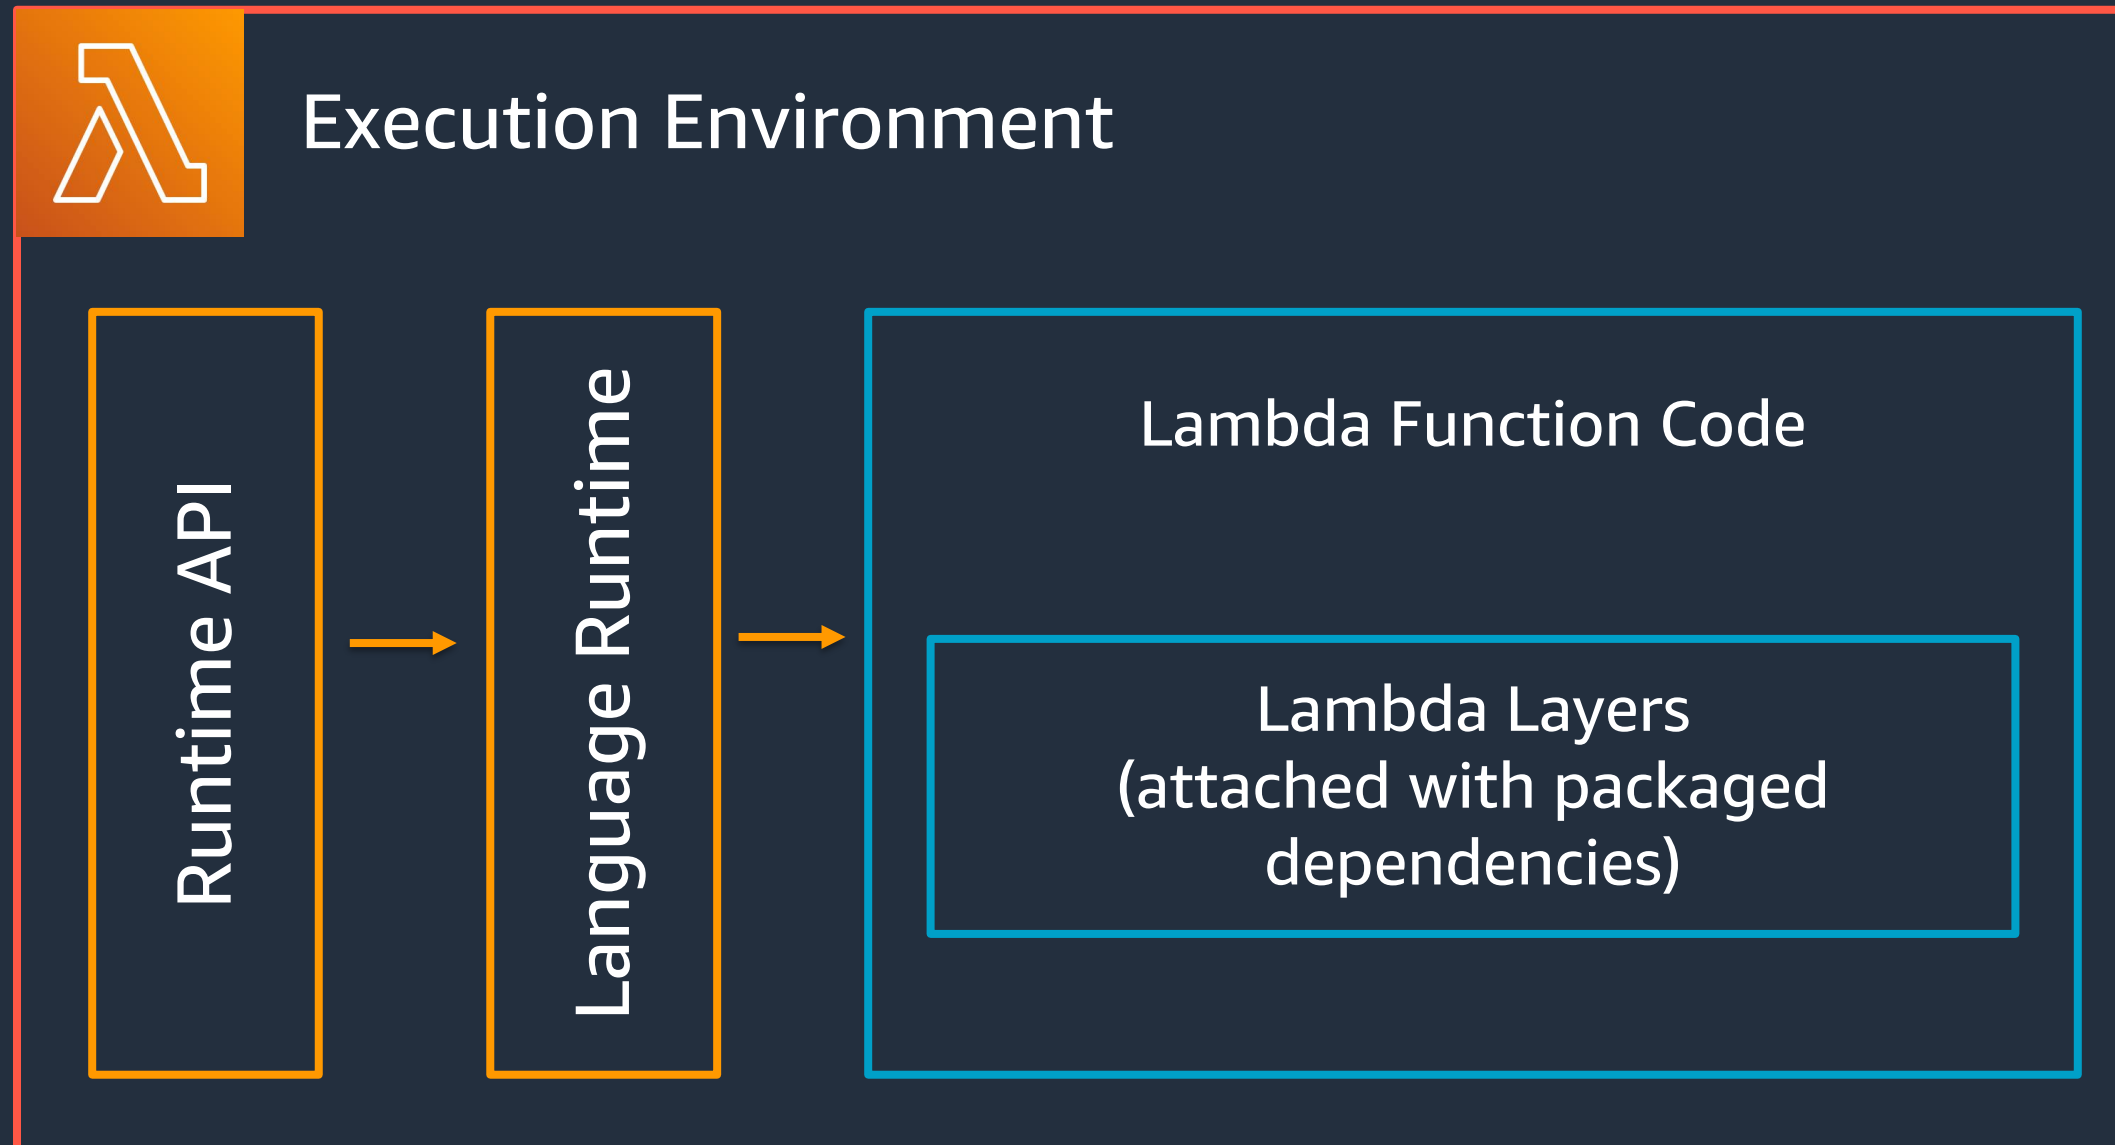 Execution Environment
Runtime API
Language Runtime
Lambda Function Code
Lambda Layers
(attached with packaged
dependencies)